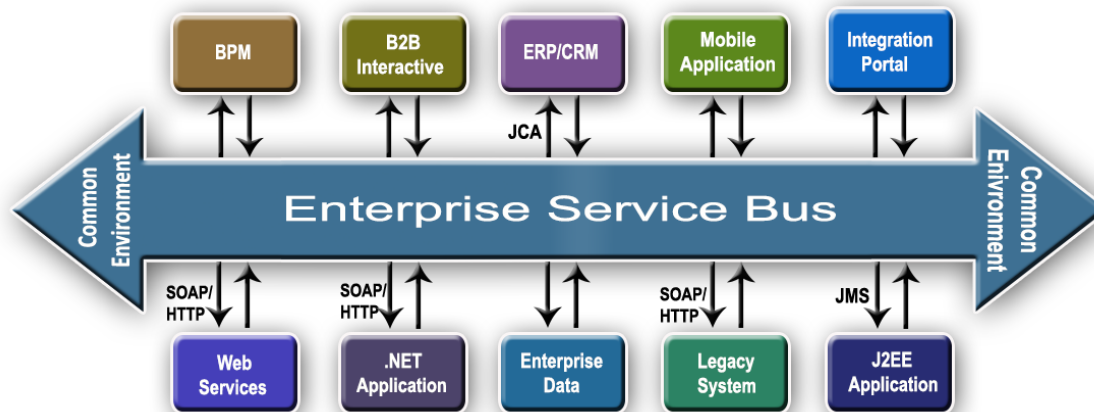 BPM
B2B
Interactive
ERP/CRM
Mobile
Application
Integration
Portal
JCA
Common
Environment
Enterprise Service Bus
Common
Enivronment
SOAP/
HTTP
SOAP/
HTTP
SOAP/
HTTP
JMS
Web
Services
.NET
Application
Enterprise
Data
Legacy
System
J2EE
Application